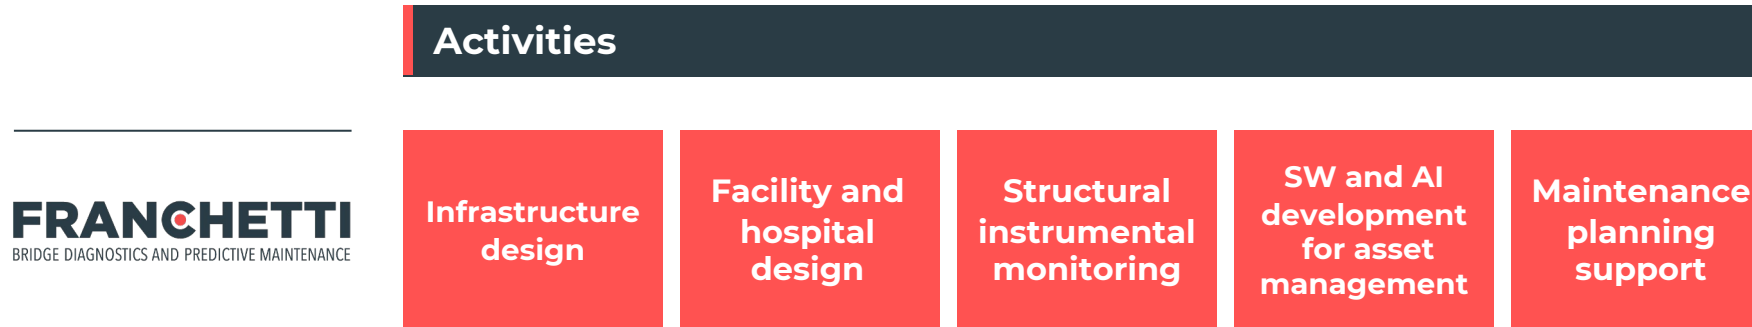 Activities
FRANCHETTI
BRIDGE DIAGNOSTICS AND PREDICTIVE MAINTENANCE
Infrastructure
design
Facility and
hospital
design
Structural
instrumental
monitoring
SW and AI
development
for asset
management
Maintenance
planning
support